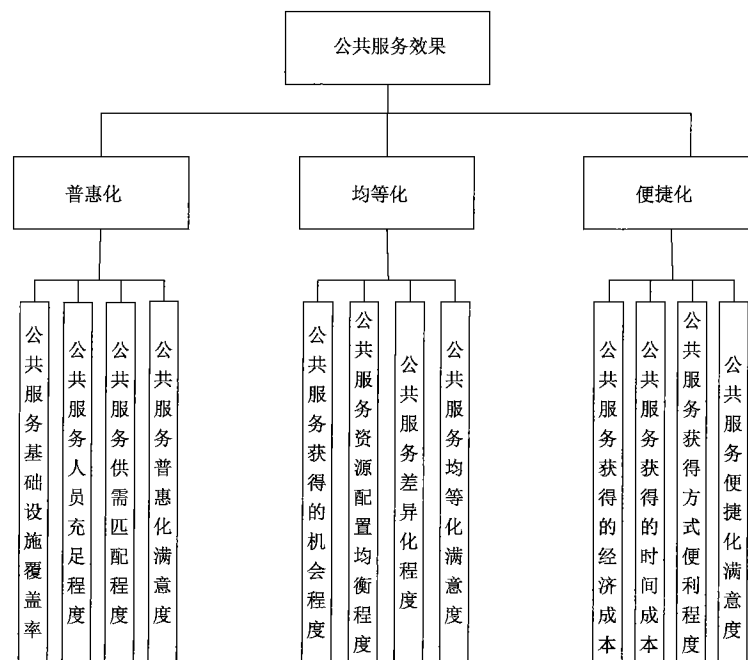 公共服务效果
普惠化
均等化
便捷化
公共服务基础设施覆盖率
公共服务人员充足程度
公共服务供需匹配程度
公共服务普惠化满意度
公共服务获得的机会程度
公共服务资源配置均衡程度
公共服务差异化程度
公共服务均等化满意度
公共服务获得的经济成本
公共服务获得的时间成本
公共服务获得方式便利程度
公共服务便捷化满意度